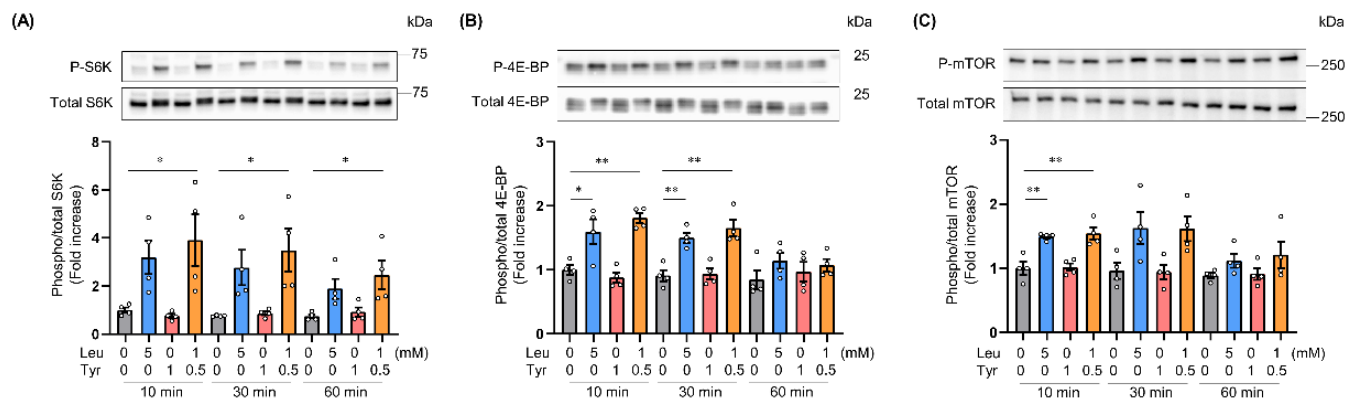 (A)
kDa
P-S6K
75
Total S6K
75
Phospho/total S6K
(Fold increase)
8
6
4
2
0
*
*
*
Leu 0 5 0 1 0 5 0 1 0 5 0 1 (mM)
Tyr 0 0 1 0.5 0 0 1 0.5 0 0 1 0.5
10 min 30 min 60 min
(B)
kDa
P-4E-BP
25
Total 4E-BP
25
Phospho/total 4E-BP
(Fold increase)
3
2
1
0
**
*
**
**
Leu 0 5 0 1 0 5 0 1 0 5 0 1 (mM)
Tyr 0 0 1 0.5 0 0 1 0.5 0 0 1 0.5
10 min 30 min 60 min
(C)
kDa
P-mTOR
250
Total mTOR
250
Phospho/total mTOR
(Fold increase)
3
2
1
0
**
**
Leu 0 5 0 1 0 5 0 1 0 5 0 1 (mM)
Tyr 0 0 1 0.5 0 0 1 0.5 0 0 1 0.5
10 min 30 min 60 min